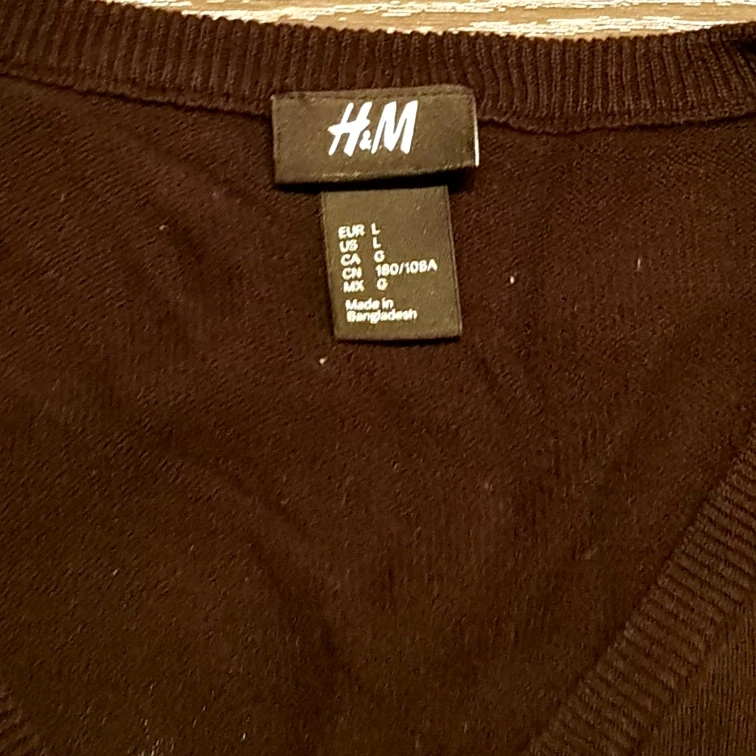 H&M
EUR L
US L
CA G
CN 180/108A
MX G
Made in
Bangladesh